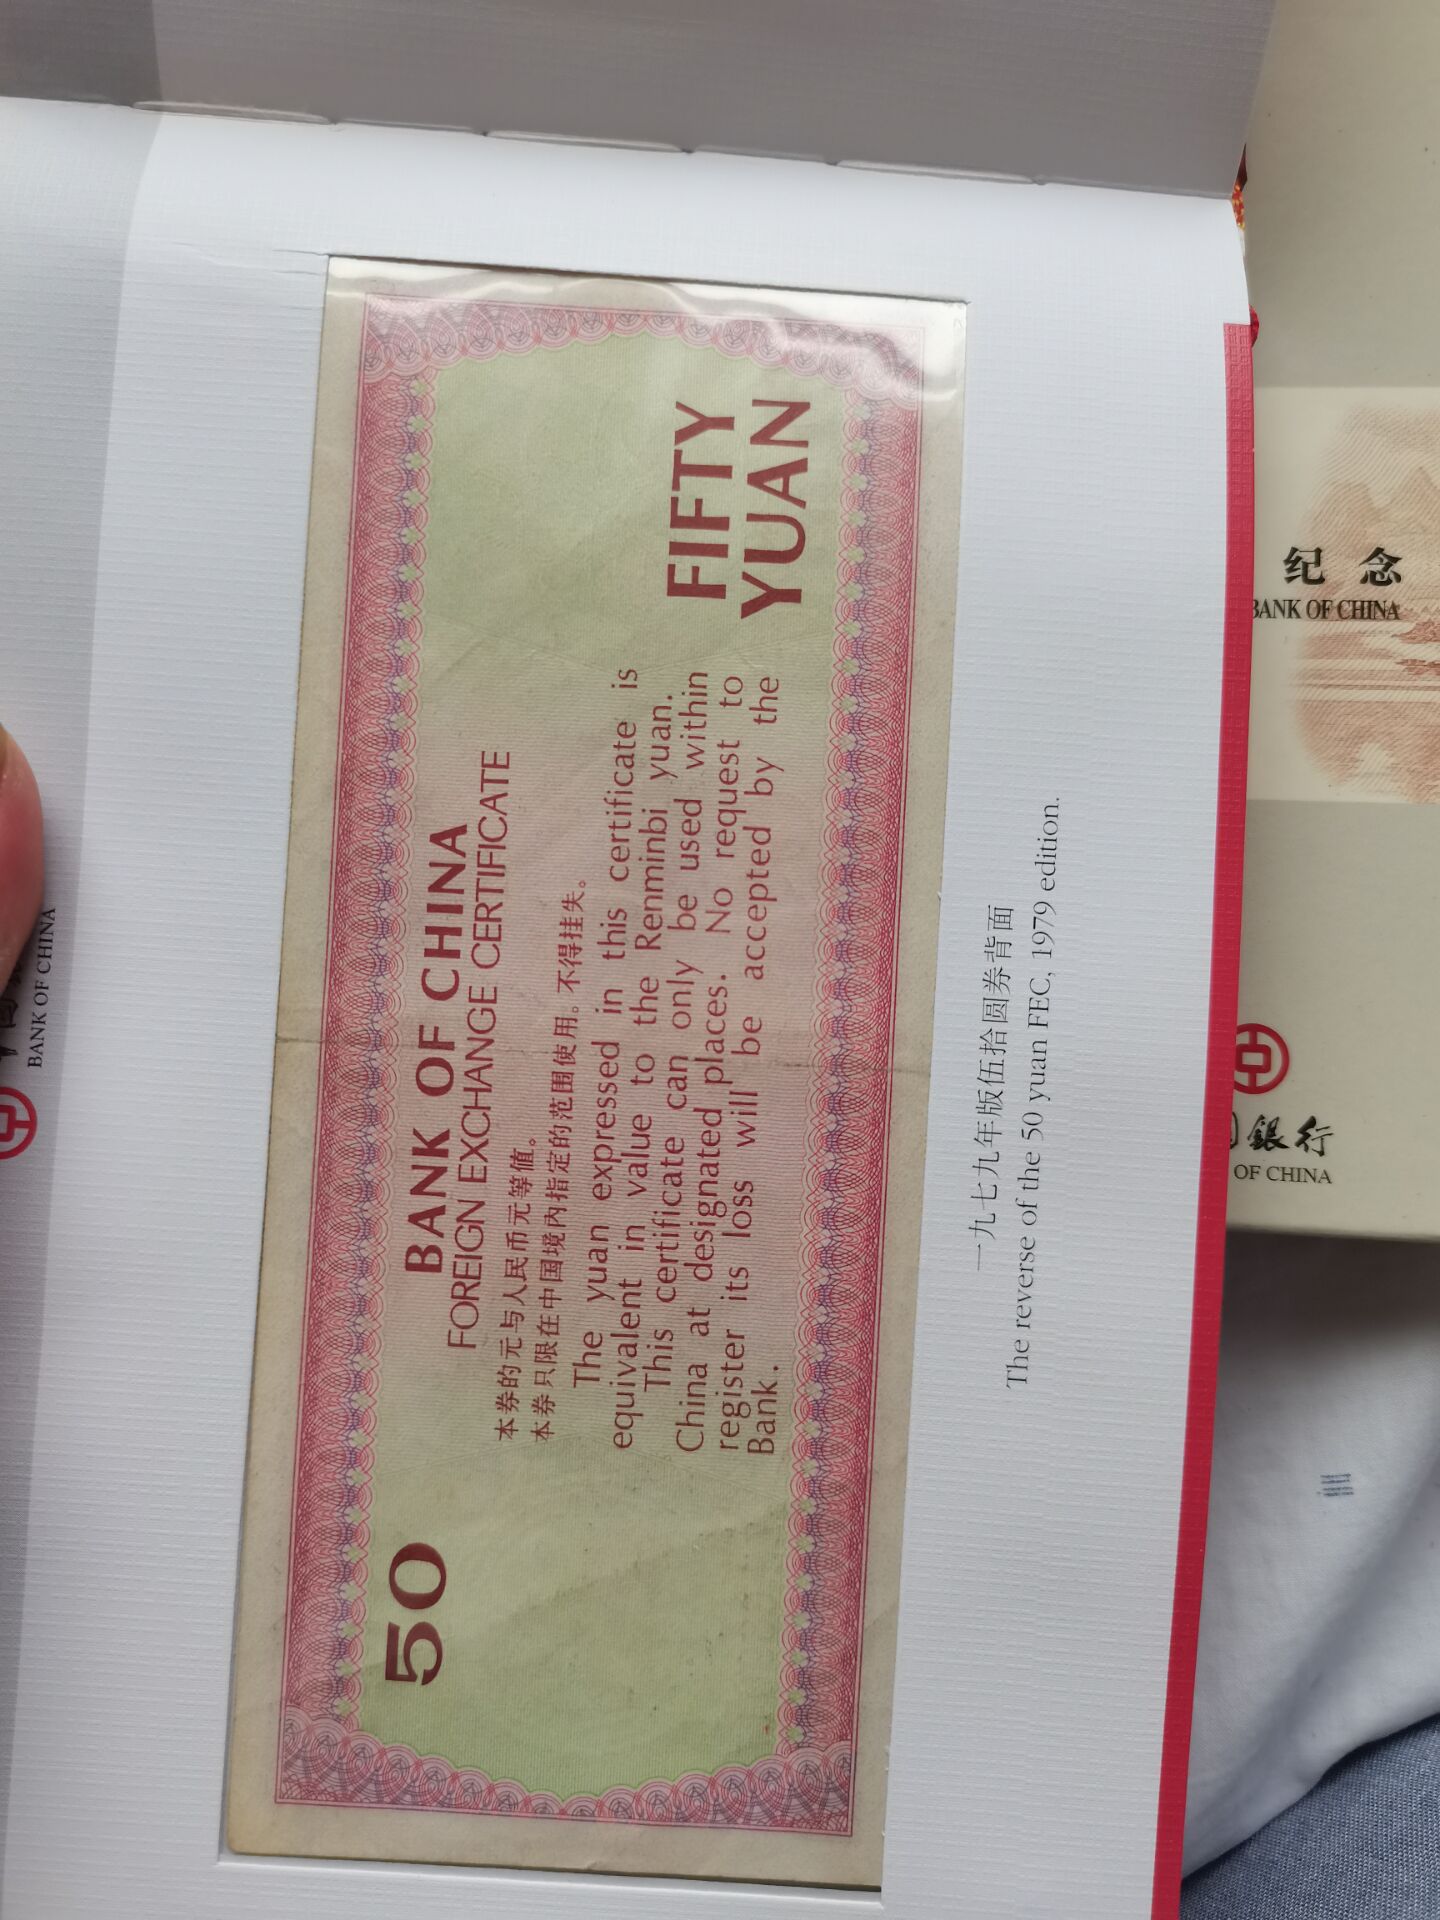 50
BANK OF CHINA
FOREIGN EXCHANGE CERTIFICATE
本券的元与人民币元等值。
本券只限在中国境内指定的范围使用。不得挂失。
The yuan expressed in this certificate is
equivalent in value to the Renminbi yuan.
This certificate can only be used within
China at designated places. No request to
register its loss will be accepted by the
Bank.
FIFTY
YUAN
一九七九年版伍拾圆券背面
The reverse of the 50 yuan FEC, 1979 edition.
BANK OF CHINA
纪念
BANK OF CHINA
銀行
OF CHINA